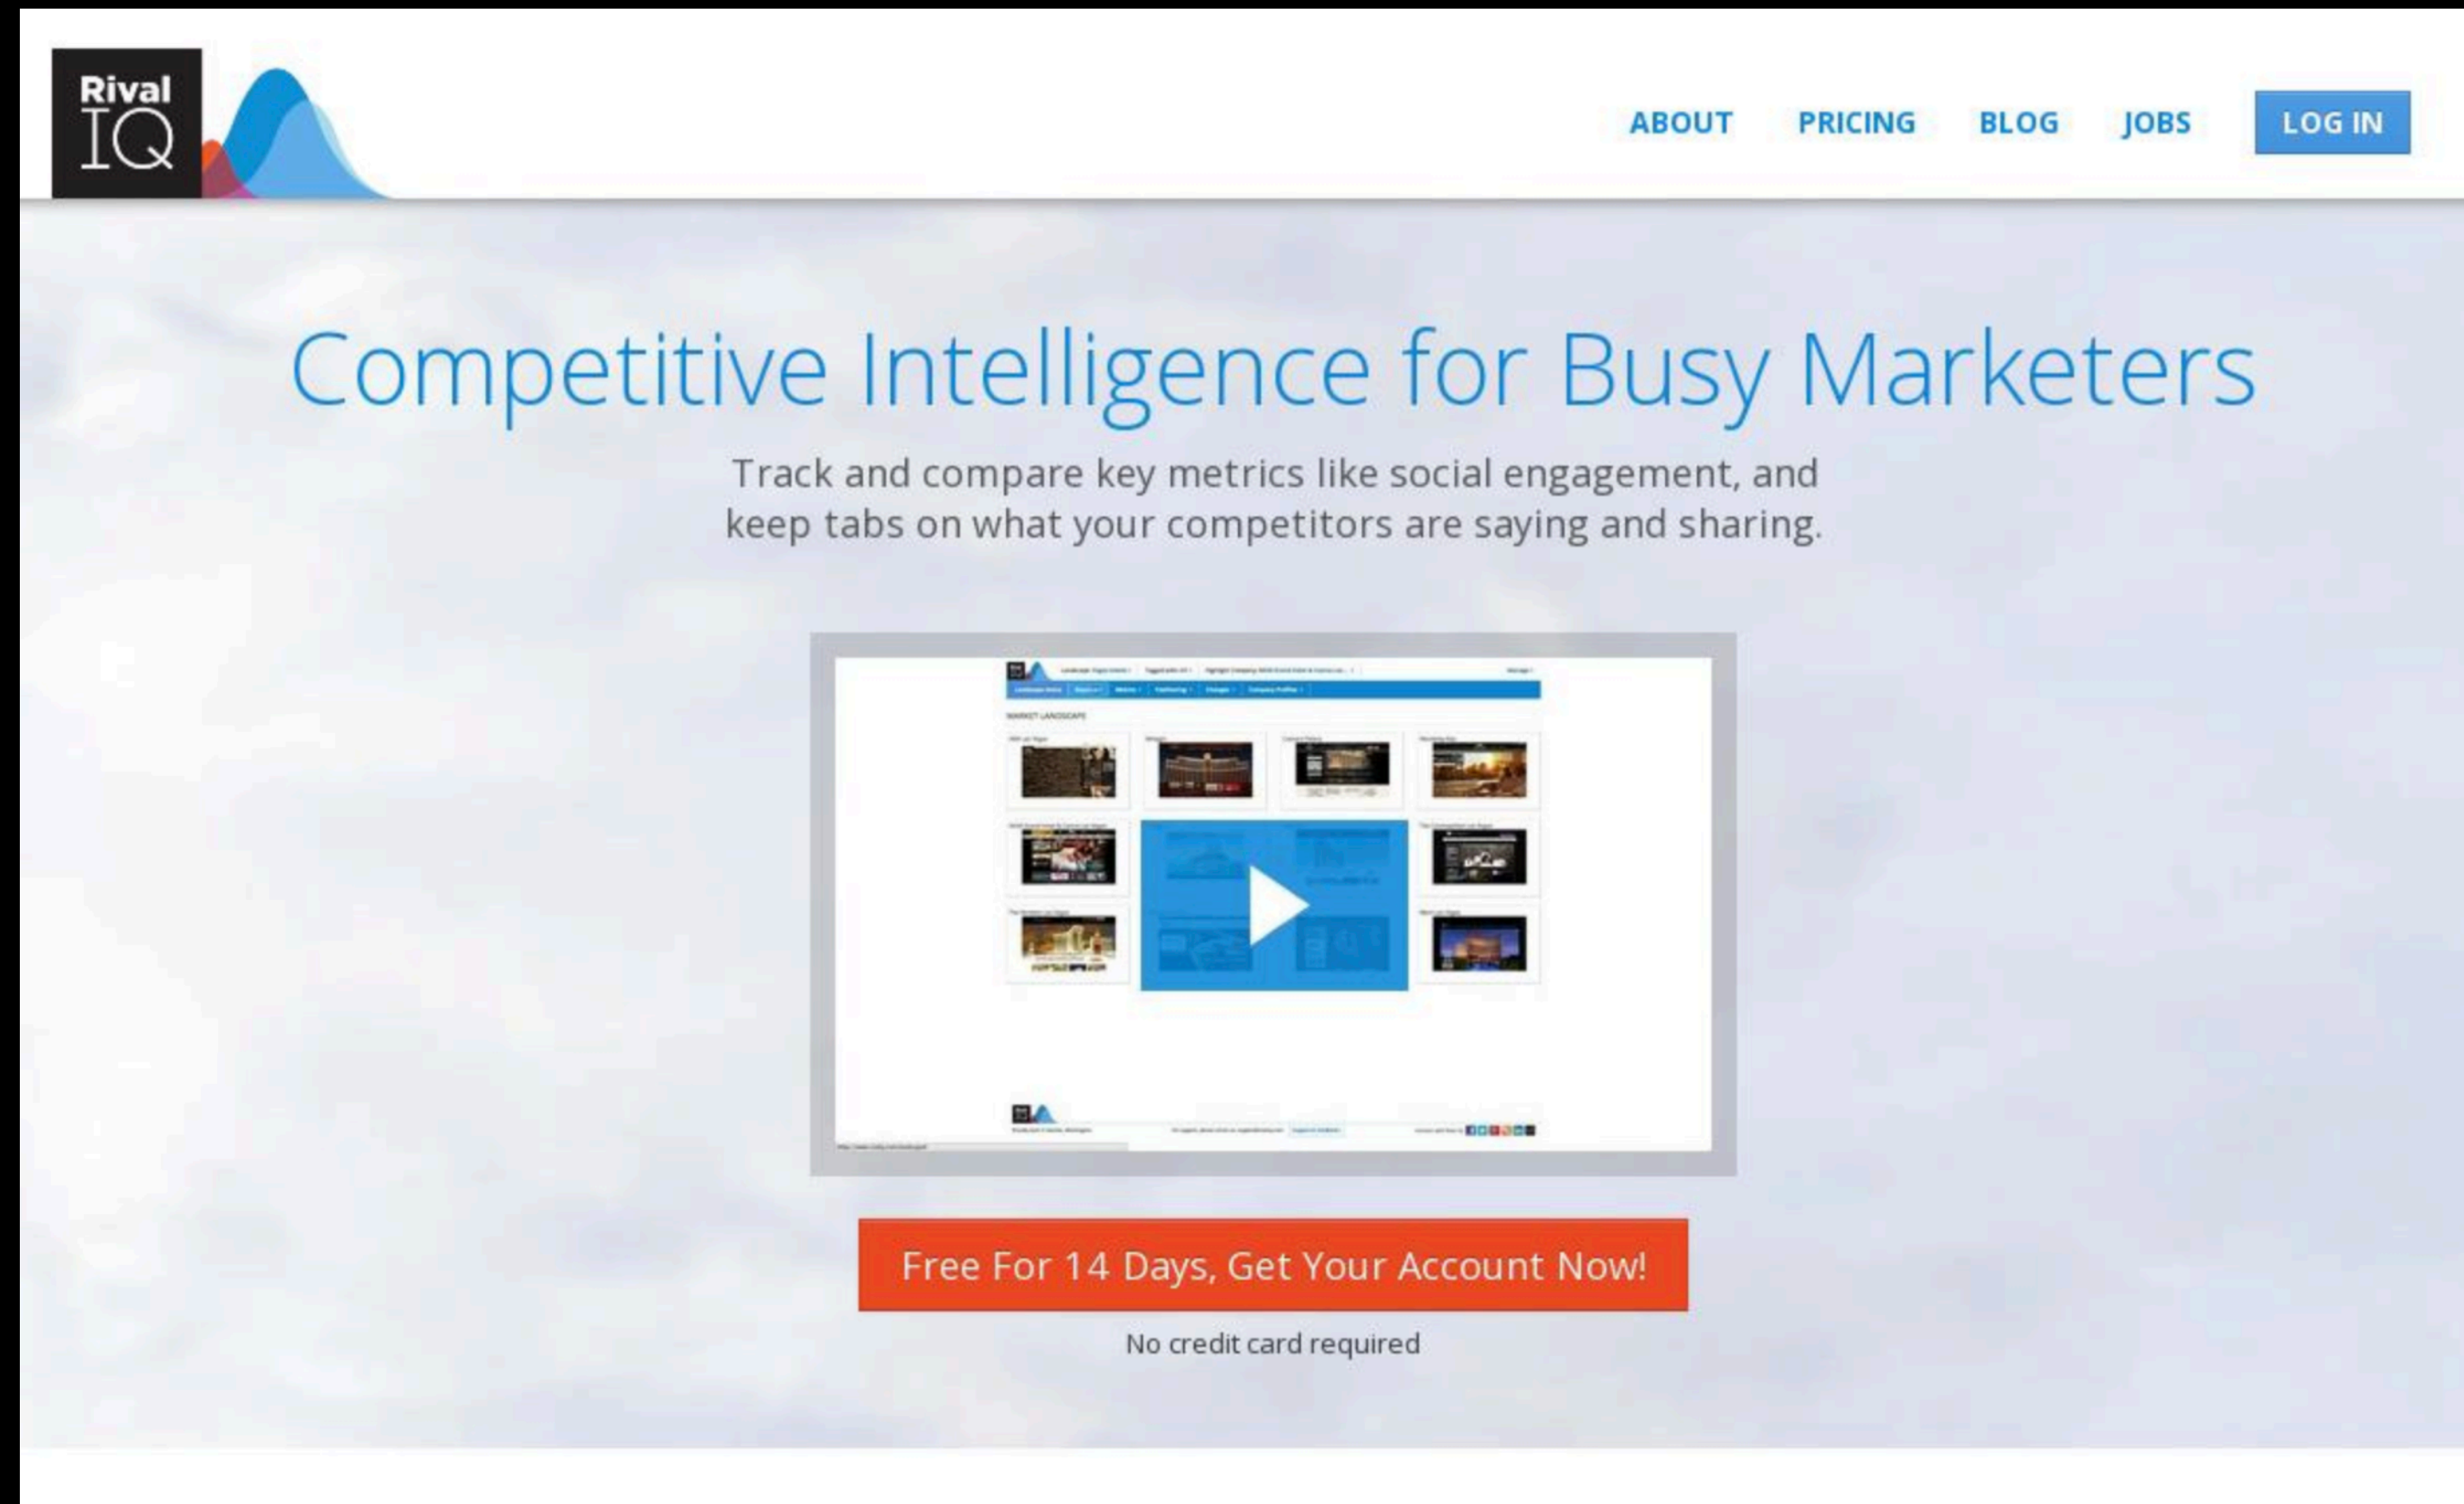 Rival
IQ
ABOUT PRICING BLOG JOBS LOG IN
Competitive Intelligence for Busy Marketers
Track and compare key metrics like social engagement, and
keep tabs on what your competitors are saying and sharing.
MARKET LANDSCAPE
Free For 14 Days, Get Your Account Now!
No credit card required